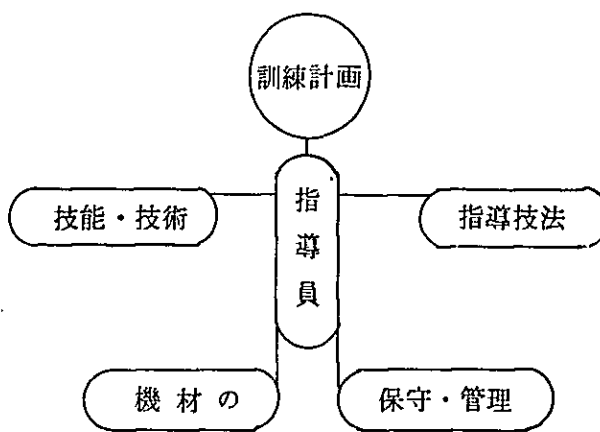 訓練計画
技能・技術
指導員
指導技法
機材の
保守・管理